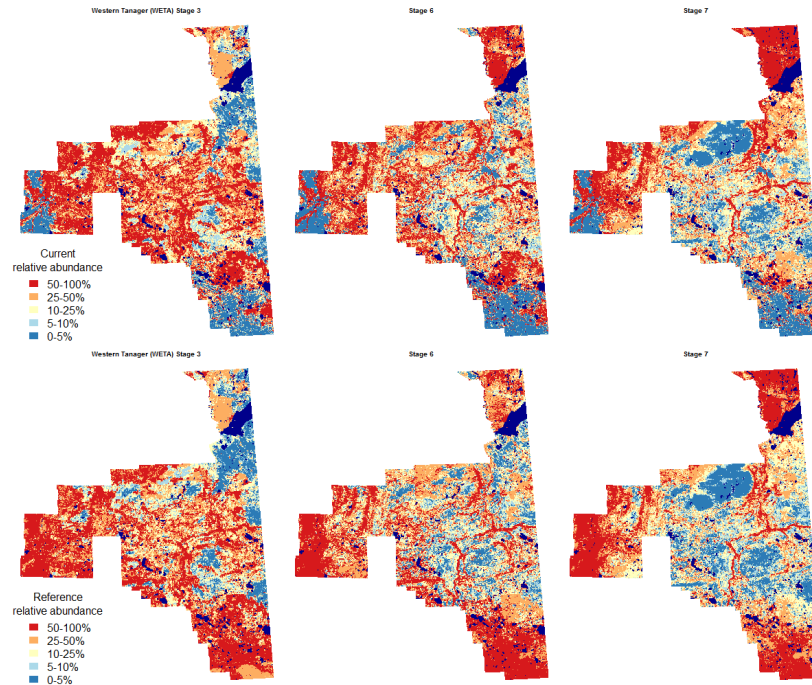 Western Tanager (WETA) Stage 3
Stage 6
Stage 7
Current
relative abundance
50-100%
25-50%
10-25%
5-10%
0-5%
Western Tanager (WETA) Stage 3
Stage 6
Stage 7
Reference
relative abundance
50-100%
25-50%
10-25%
5-10%
0-5%